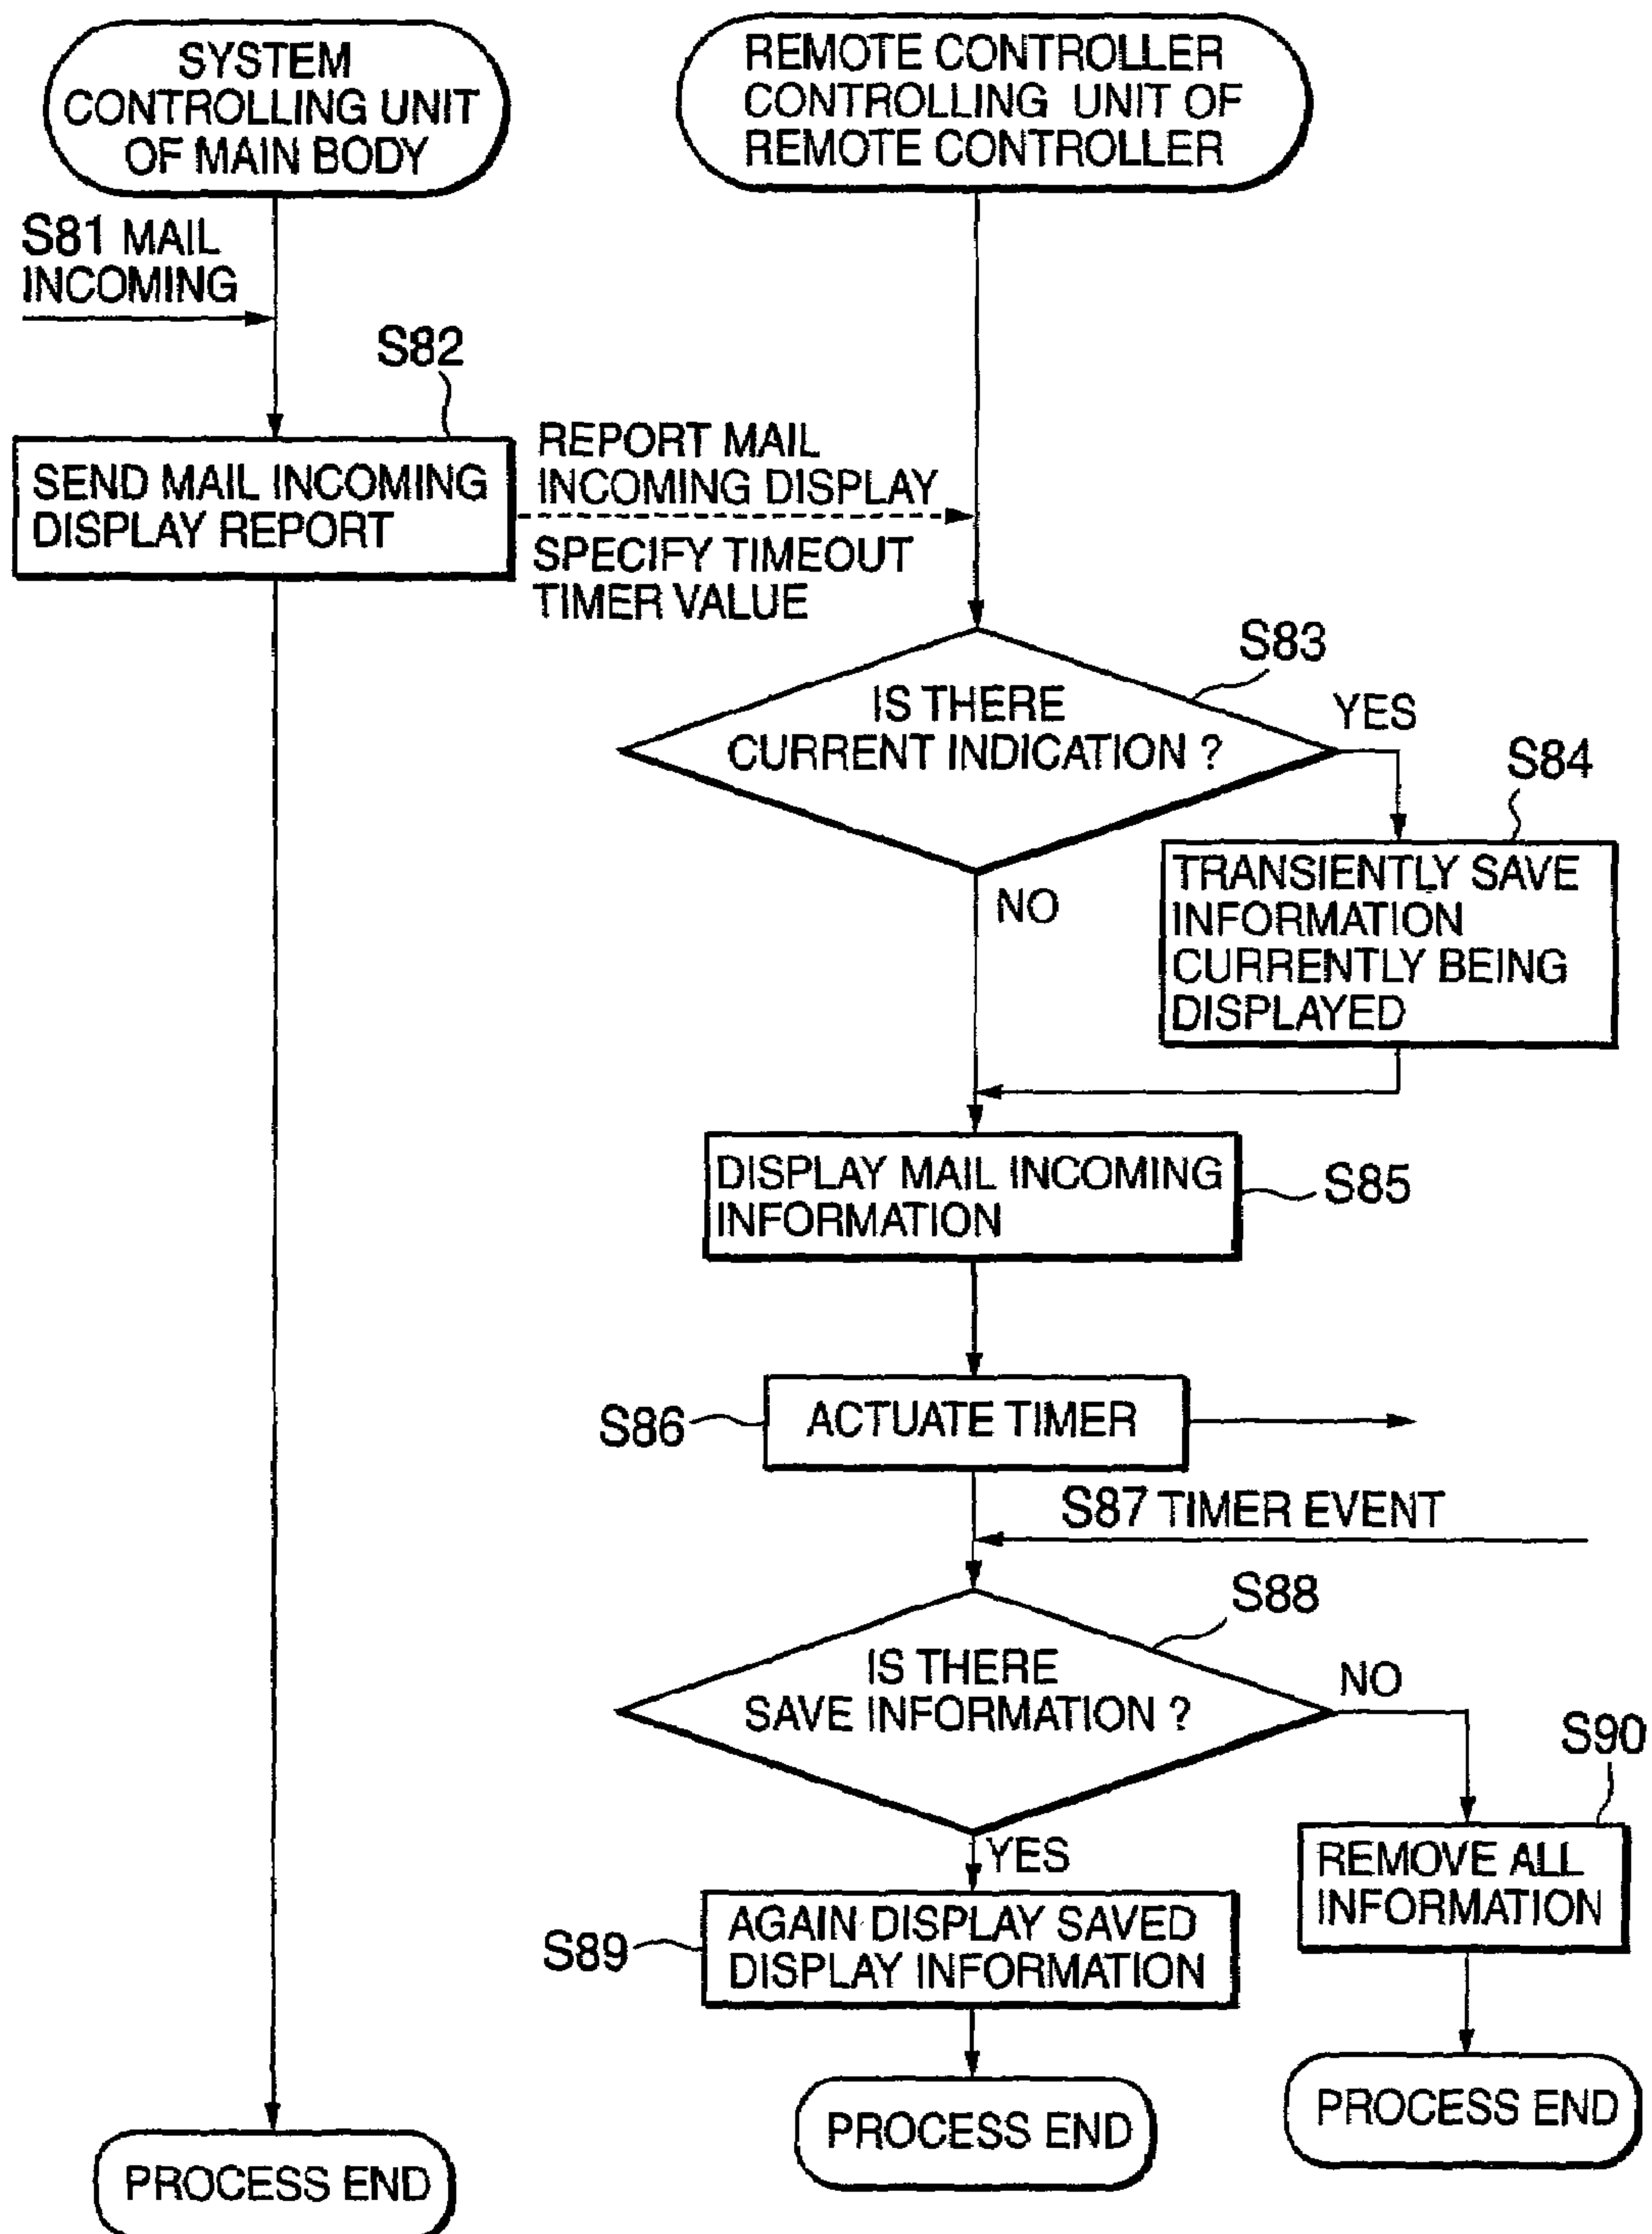 SYSTEM
CONTROLLING UNIT
OF MAIN BODY
REMOTE CONTROLLER
CONTROLLING UNIT OF
REMOTE CONTROLLER
S81 MAIL
INCOMING
S82
SEND MAIL INCOMING
DISPLAY REPORT
REPORT MAIL
INCOMING DISPLAY
SPECIFY TIMEOUT
TIMER VALUE
S83
IS THERE
CURRENT INDICATION ?
YES
S84
NO
TRANSIENTLY SAVE
INFORMATION
CURRENTLY BEING
DISPLAYED
DISPLAY MAIL INCOMING
INFORMATION
S85
S86
ACTUATE TIMER
S87 TIMER EVENT
S88
IS THERE
SAVE INFORMATION ?
NO
S90
YES
REMOVE ALL
INFORMATION
S89
AGAIN DISPLAY SAVED
DISPLAY INFORMATION
PROCESS END
PROCESS END
PROCESS END